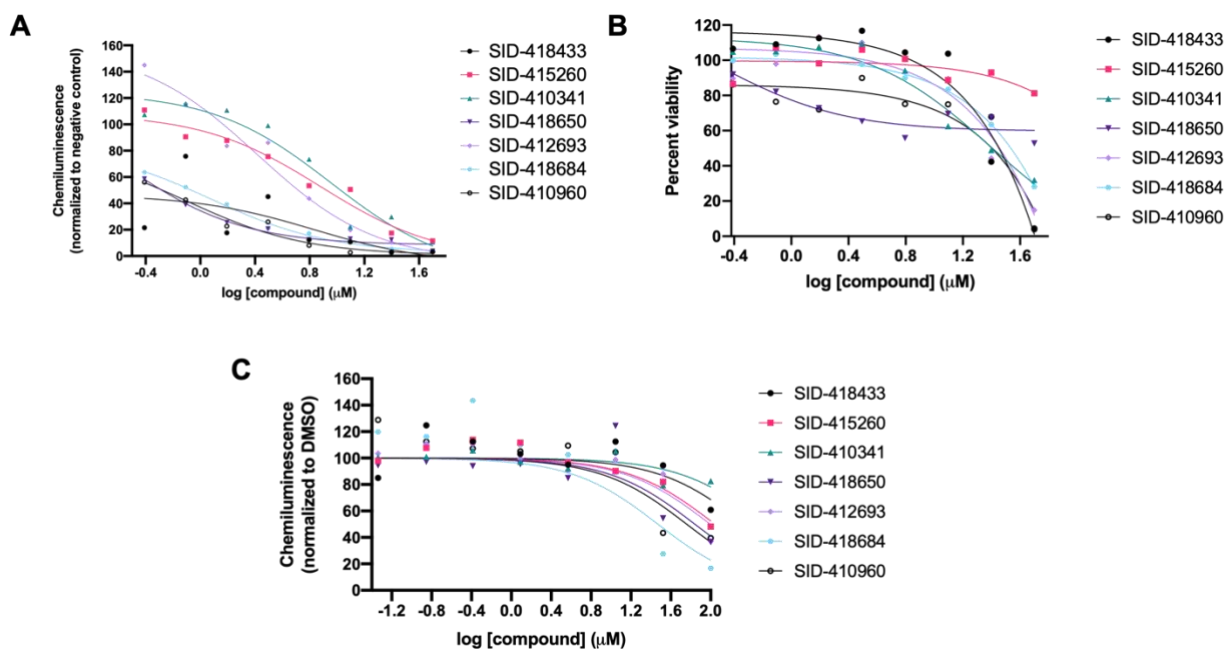 A
Chemiluminescence
(normalized to negative control)
160
140
120
100
80
60
40
20
0
-0.4
0.0
0.4
0.8
1.2
1.6
log [compound] (μM)
SID-418433
SID-415260
SID-410341
SID-418650
SID-412693
SID-418684
SID-410960
B
Percent viability
120
100
80
60
40
20
0
-0.4
0.0
0.4
0.8
1.2
1.6
log [compound] (μM)
SID-418433
SID-415260
SID-410341
SID-418650
SID-412693
SID-418684
SID-410960
C
Chemiluminescence
(normalized to DMSO)
160
140
120
100
80
60
40
20
0
-1.2
-0.8
-0.4
0.0
0.4
0.8
1.2
1.6
2.0
log [compound] (μM)
SID-418433
SID-415260
SID-410341
SID-418650
SID-412693
SID-418684
SID-410960